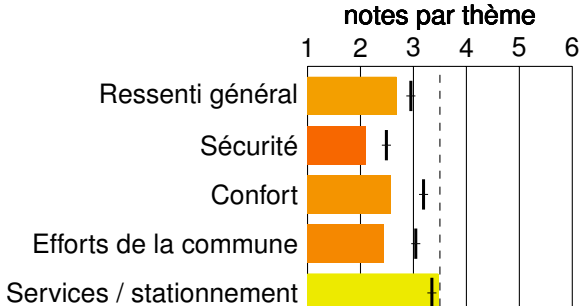 notes par thème
1 2 3 4 5 6
Ressenti général
Sécurité
Confort
Efforts de la commune
Services / stationnement